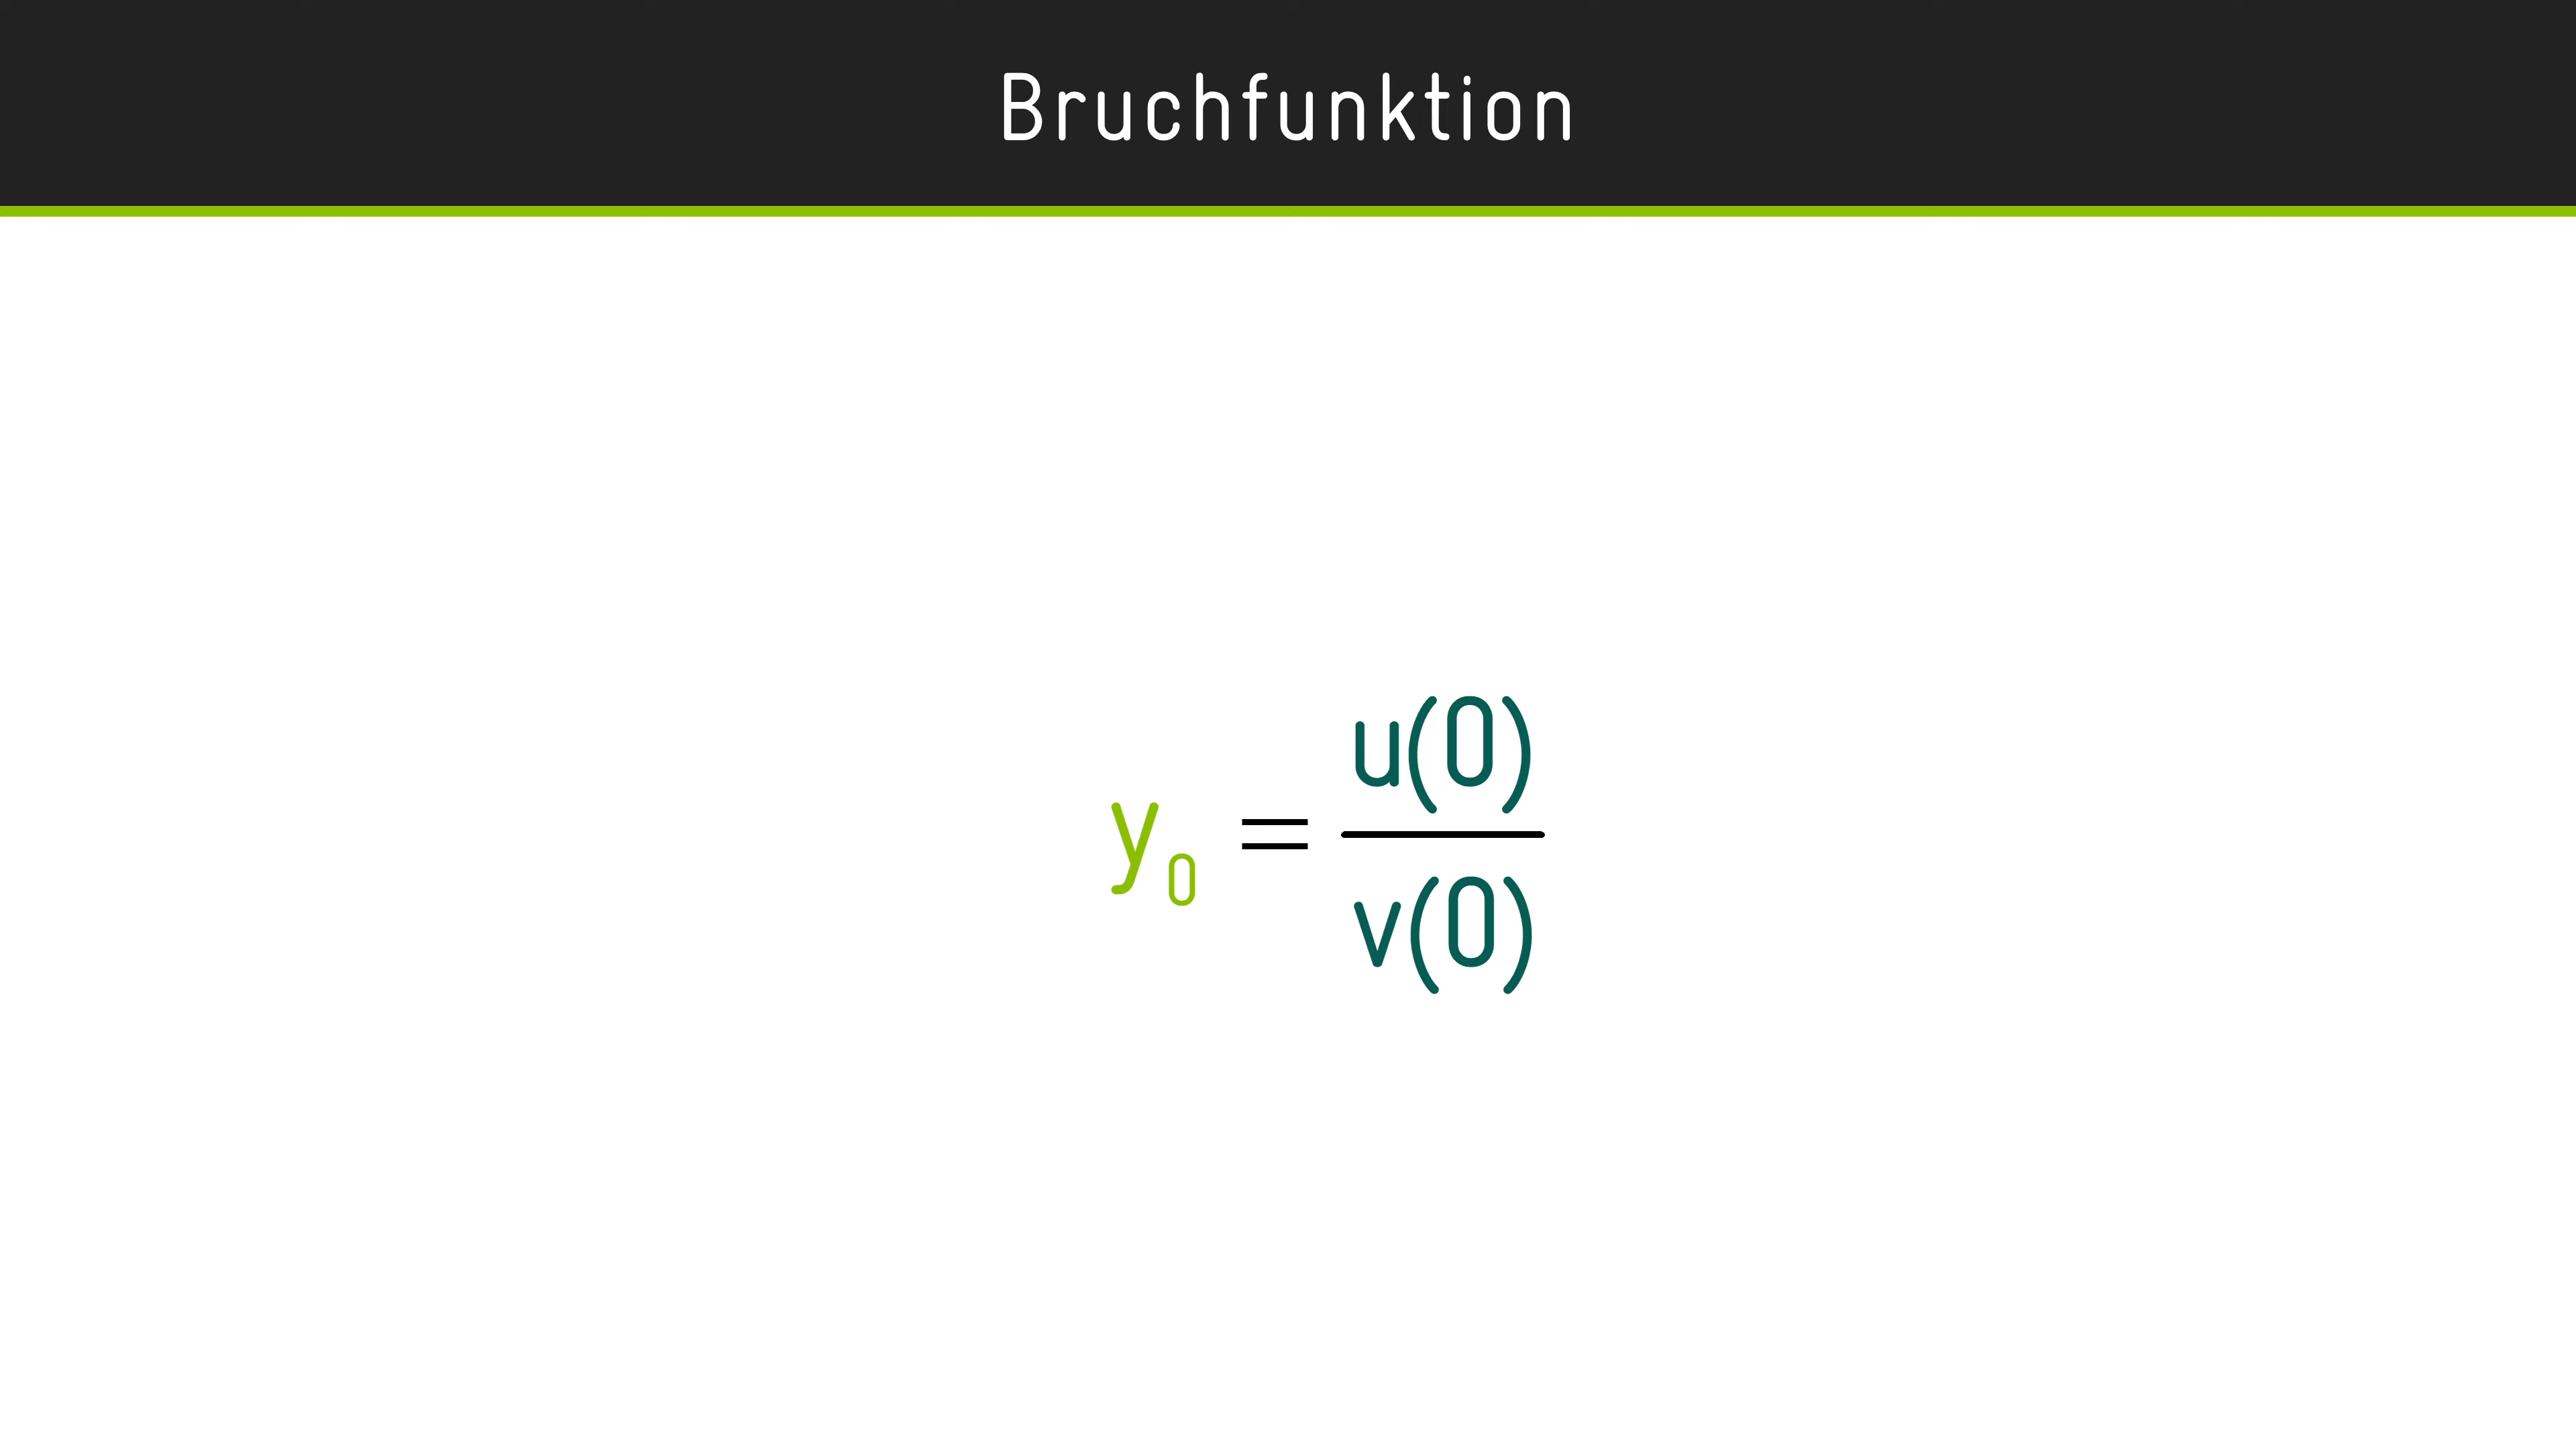 Bruchfunktion
y₀ = u(0)
v(0)